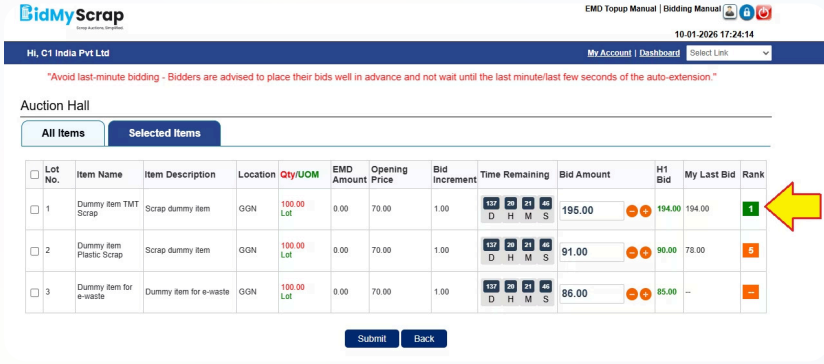 BidMyScrap
Scrap Auctions, Simplified.
EMD Topup Manual | Bidding Manual
10-01-2026 17:24:14
Hi, C1 India Pvt Ltd
My Account | Dashboard Select Link
"Avoid last-minute bidding - Bidders are advised to place their bids well in advance and not wait until the last minute/last few seconds of the auto-extension."
Auction Hall
All Items Selected Items
Lot No. Item Name Item Description Location Qty/UOM EMD Amount Opening Price Bid Increment Time Remaining Bid Amount H1 Bid My Last Bid Rank
1 Dummy item TMT Scrap Scrap dummy item GGN 100.00 Lot 0.00 70.00 1.00 137 D 20 H 21 M 46 S 195.00 194.00 194.00 1
2 Dummy item Plastic Scrap Scrap dummy item GGN 100.00 Lot 0.00 70.00 1.00 137 D 20 H 21 M 46 S 91.00 90.00 78.00 5
3 Dummy item for e-waste Dummy item for e-waste GGN 100.00 Lot 0.00 70.00 1.00 137 D 20 H 21 M 46 S 86.00 85.00 -- --
Submit Back